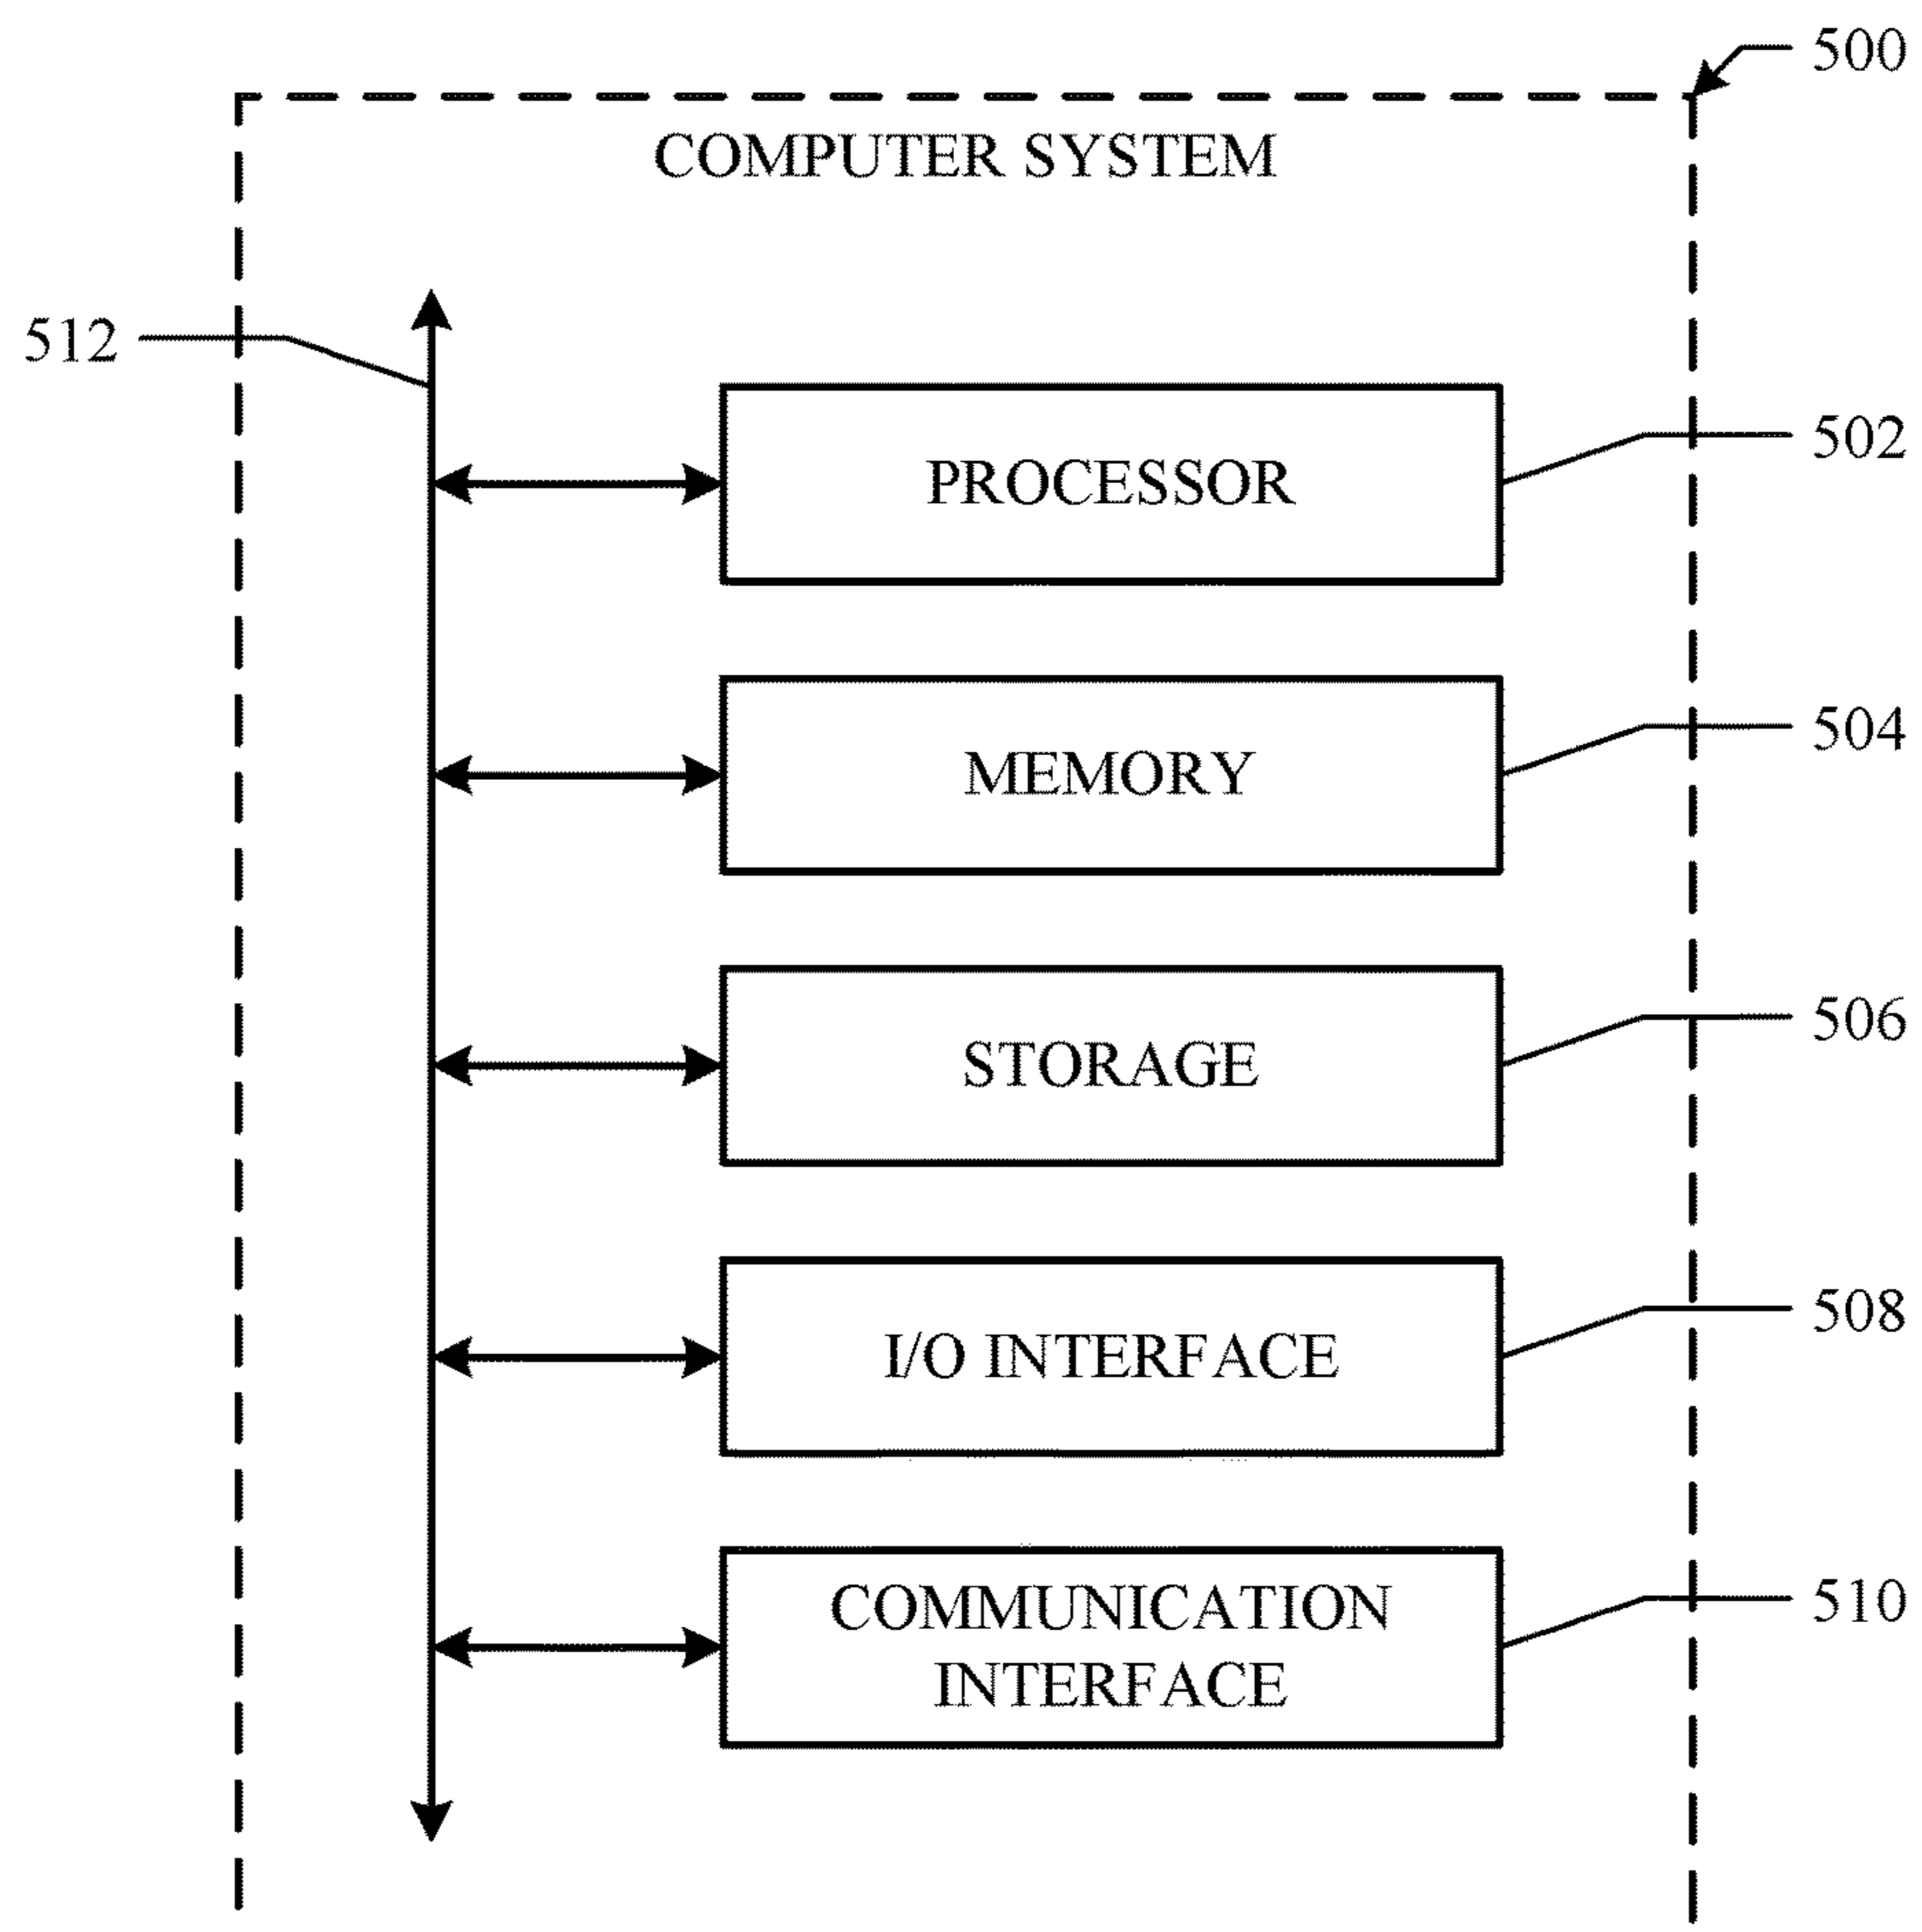 500
COMPUTER SYSTEM
512
PROCESSOR
502
MEMORY
504
STORAGE
506
I/O INTERFACE
508
COMMUNICATION
INTERFACE
510